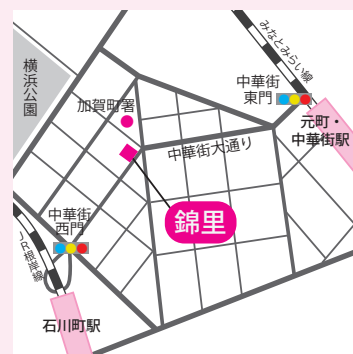 みなとみらい線
横浜公園
中華街
東門
加賀町署
元町・
中華街駅
中華街大通り
錦里
中華街
西門
JR根岸線
石川町駅